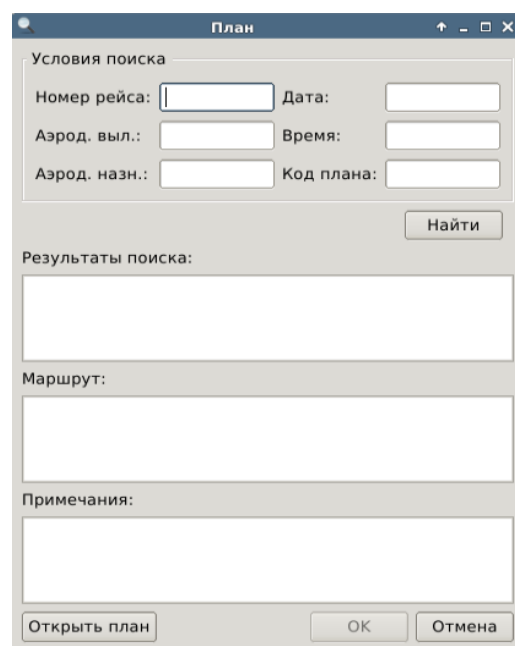 План
Условия поиска
Номер рейса: Дата:
Аэрод. выл.: Время:
Аэрод. назн.: Код плана:
Найти
Результаты поиска:
Маршрут:
Примечания:
Открыть план OK Отмена